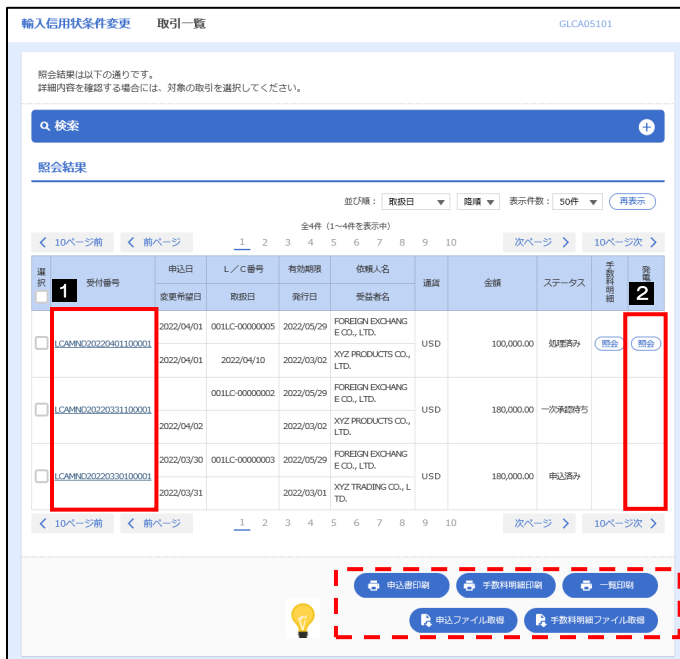 輸入信用状条件変更 取引一覧 GLCA05101
照会結果は以下の通りです。
詳細内容を確認する場合には、対象の取引を選択してください。
検索
照会結果
並び順： 取扱日 降順 表示件数： 50件 再表示
全4件（1～4件を表示中）
10ページ前 前ページ 1 2 3 4 5 6 7 8 9 10 次ページ 10ページ次
選択 受付番号 申込日 L／C番号 有効期限 依頼人名 通貨 金額 ステータス 手数料明細 発電
変更希望日 取扱日 発行日 受益者名
1 2
LCAMND20220401100001 2022/04/01 001LC-00000005 2022/05/29 FOREIGN EXCHANG
E CO., LTD.
USD 100,000.00 処理済み 照会 照会
2022/04/01 2022/04/10 2022/03/02 XYZ PRODUCTS CO.,
LTD.
LCAMND20220331100001 001LC-00000002 2022/05/29 FOREIGN EXCHANG
E CO., LTD.
USD 180,000.00 一次承認待ち
2022/04/02 2022/03/02 XYZ PRODUCTS CO.,
LTD.
LCAMND20220330100001 2022/03/30 001LC-00000003 2022/05/29 FOREIGN EXCHANG
E CO., LTD.
USD 180,000.00 申込済み
2022/03/31 2022/03/01 XYZ TRADING CO., L
TD.
10ページ前 前ページ 1 2 3 4 5 6 7 8 9 10 次ページ 10ページ次
申込書印刷 手数料明細印刷 一覧印刷
申込ファイル取得 手数料明細ファイル取得